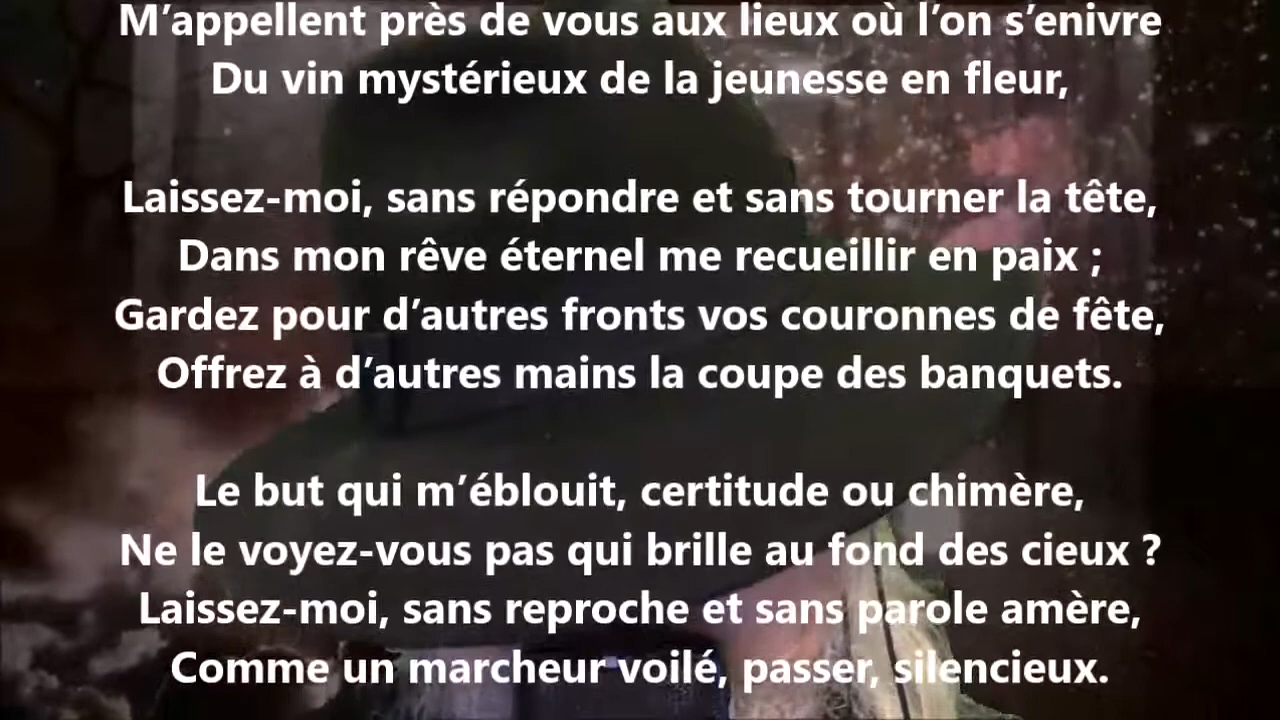 M’appellent près de vous aux lieux où l’on s’enivre
Du vin mystérieux de la jeunesse en fleur,
Laissez-moi, sans répondre et sans tourner la tête,
Dans mon rêve éternel me recueillir en paix ;
Gardez pour d’autres fronts vos couronnes de fête,
Offrez à d’autres mains la coupe des banquets.
Le but qui m’éblouit, certitude ou chimère,
Ne le voyez-vous pas qui brille au fond des cieux ?
Laissez-moi, sans reproche et sans parole amère,
Comme un marcheur voilé, passer, silencieux.